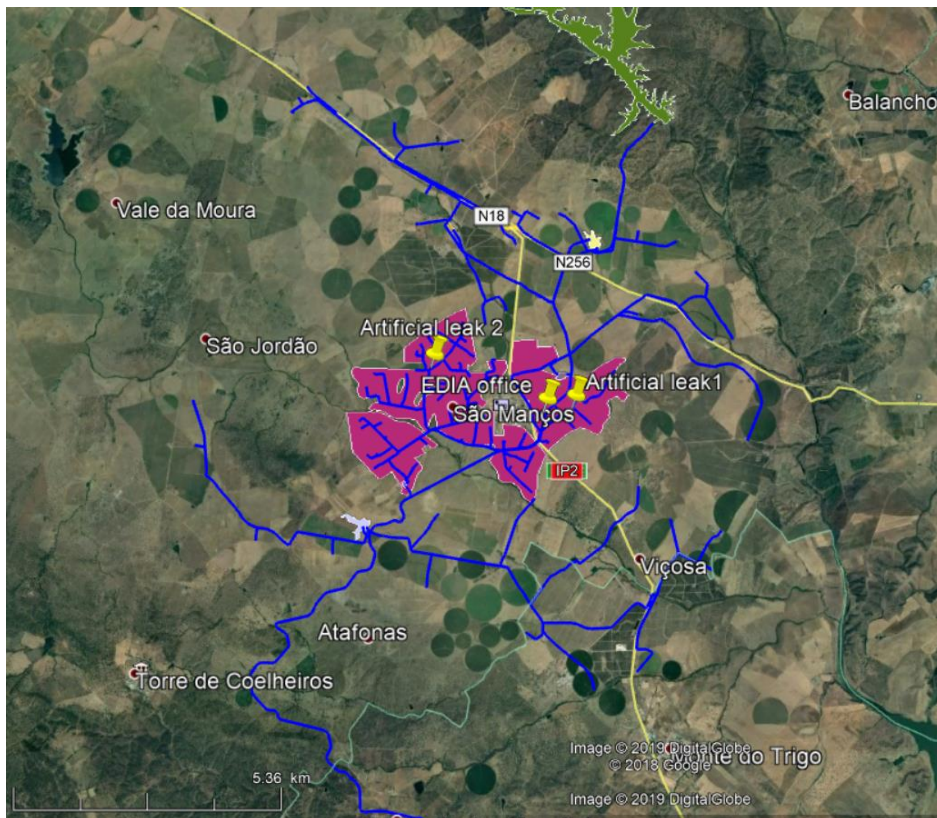 Balancho
Vale da Moura
N18
N256
Artificial leak 2
São Jordão
EDIA office
Artificial leak1
São Manços
IP2
Viçosa
Atafonas
Torre de Coelheiros
Image © 2019 DigitalGlobe
Monte do Trigo
© 2018 Google
5.36 km
Image © 2019 DigitalGlobe